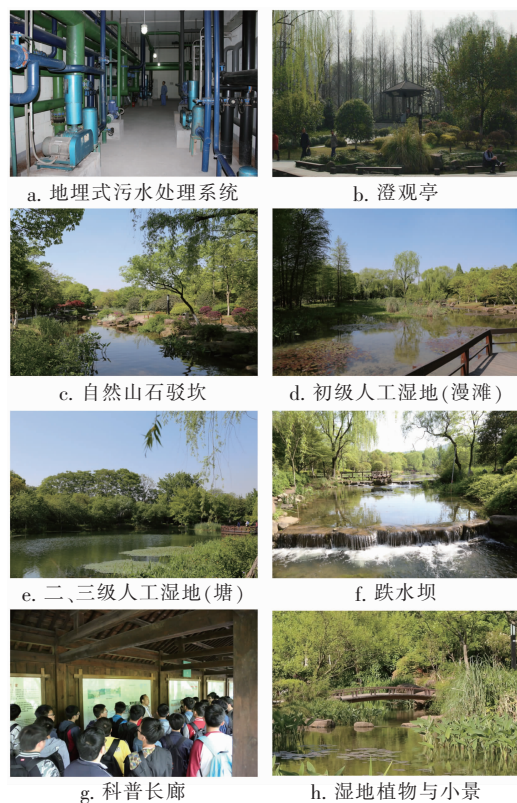 a. 地埋式污水处理系统
b. 澄观亭
c. 自然山石驳坎
d. 初级人工湿地(漫滩)
e. 二、三级人工湿地(塘)
f. 跌水坝
g. 科普长廊
h. 湿地植物与小景